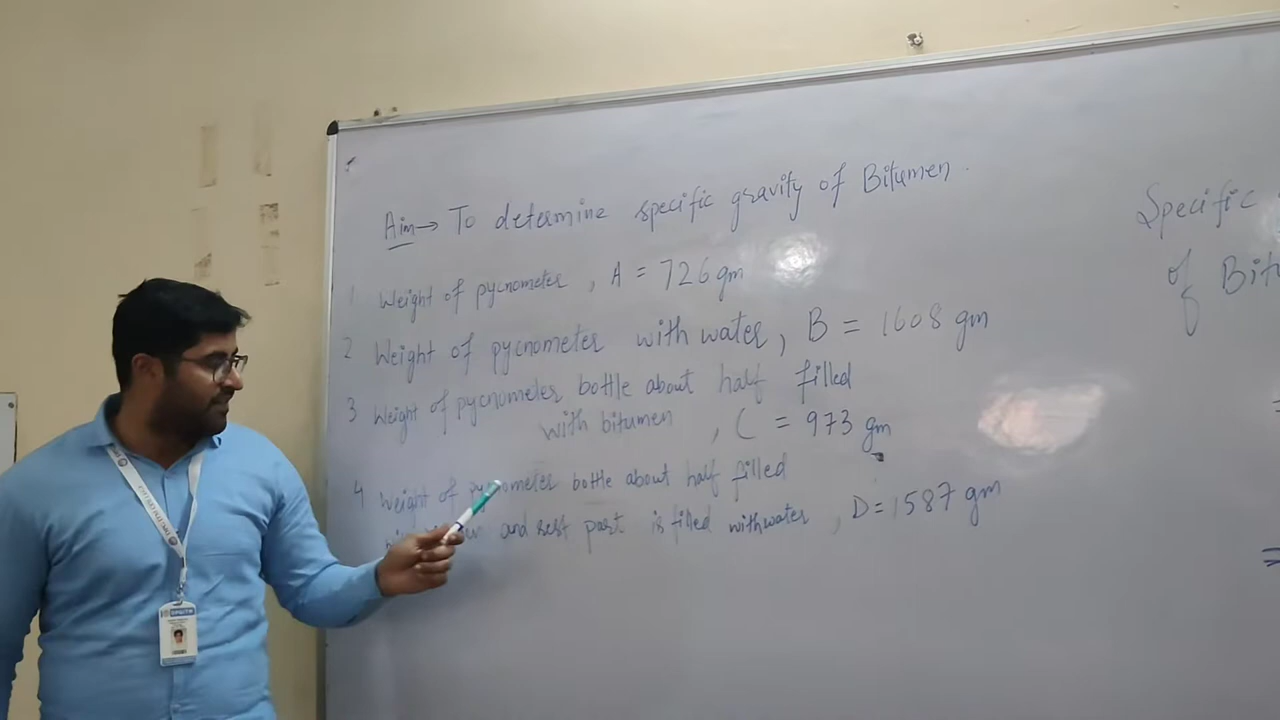 Aim→ To determine specific gravity of Bitumen.
1 Weight of pycnometer, A = 726 gm
2 Weight of pycnometer with water, B = 1608 gm
3 Weight of pycnometer bottle about half filled
with bitumen, C = 973 gm
4 Weight of pycnometer bottle about half filled
and rest part is filled with water, D = 1587 gm
Specific
of Bitu
=
=